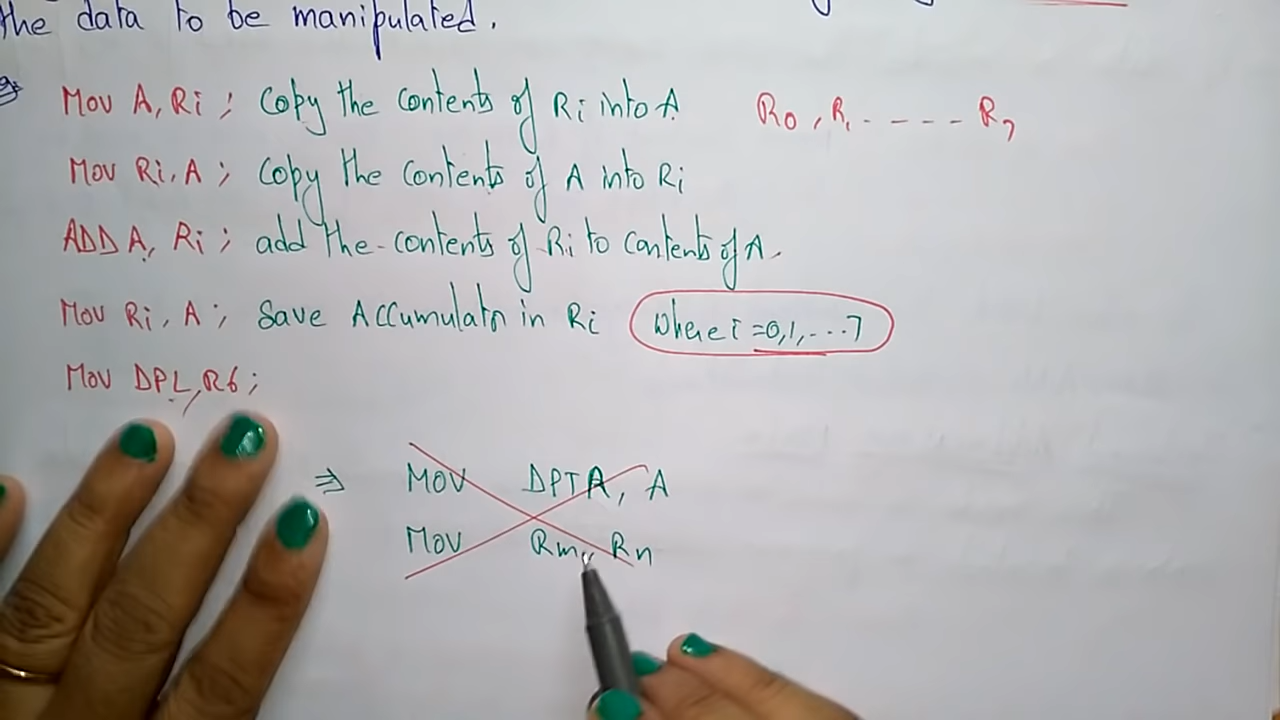 the data to be manipulated.
Mov A, Ri ; Copy the contents of Ri into A R0, R1 - - - - - R7
Mov Ri, A ; Copy the contents of A into Ri
ADD A, Ri ; add the contents of Ri to contents of A.
Mov Ri, A ; Save Accumulator in Ri where i = 0,1,...7
Mov DPL, R6 ;
⇒ MOV DPTR, A
MOV Rm, Rn